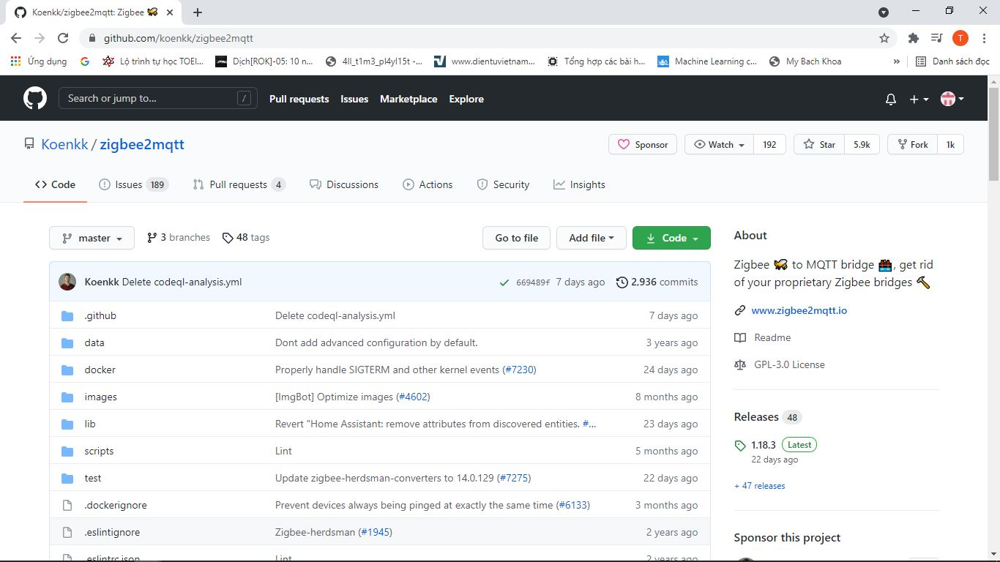 Koenkk/zigbee2mqtt: Zigbee 🐝
github.com/koenkk/zigbee2mqtt
T
Ứng dụng
Lộ trình tự học TOEI...
Dịch[ROK]-05: 10 n...
4ll_t1m3_pl4yl15t -...
www.dientuvietnam...
Tổng hợp các bài h...
Machine Learning c...
My Bach Khoa
»
Danh sách đọc
Search or jump to...
/
Pull requests
Issues
Marketplace
Explore
Koenkk / zigbee2mqtt
Sponsor
Watch
192
Star
5.9k
Fork
1k
Code
Issues 189
Pull requests 4
Discussions
Actions
Security
Insights
master
3 branches
48 tags
Go to file
Add file
Code
Koenkk Delete codeql-analysis.yml
669489f 7 days ago
2,936 commits
.github
Delete codeql-analysis.yml
7 days ago
data
Dont add advanced configuration by default.
3 years ago
docker
Properly handle SIGTERM and other kernel events (#7230)
24 days ago
images
[ImgBot] Optimize images (#4602)
8 months ago
lib
Revert "Home Assistant: remove attributes from discovered entities. #...
23 days ago
scripts
Lint
5 months ago
test
Update zigbee-herdsman-converters to 14.0.129 (#7275)
22 days ago
.dockerignore
Prevent devices always being pinged at exactly the same time (#6133)
3 months ago
.eslintignore
Zigbee-herdsman (#1945)
2 years ago
.eslintrc.json
Lint
2 years ago
About
Zigbee 🐝 to MQTT bridge 🌉, get rid
of your proprietary Zigbee bridges 🔨
www.zigbee2mqtt.io
Readme
GPL-3.0 License
Releases 48
1.18.3 Latest
22 days ago
+ 47 releases
Sponsor this project